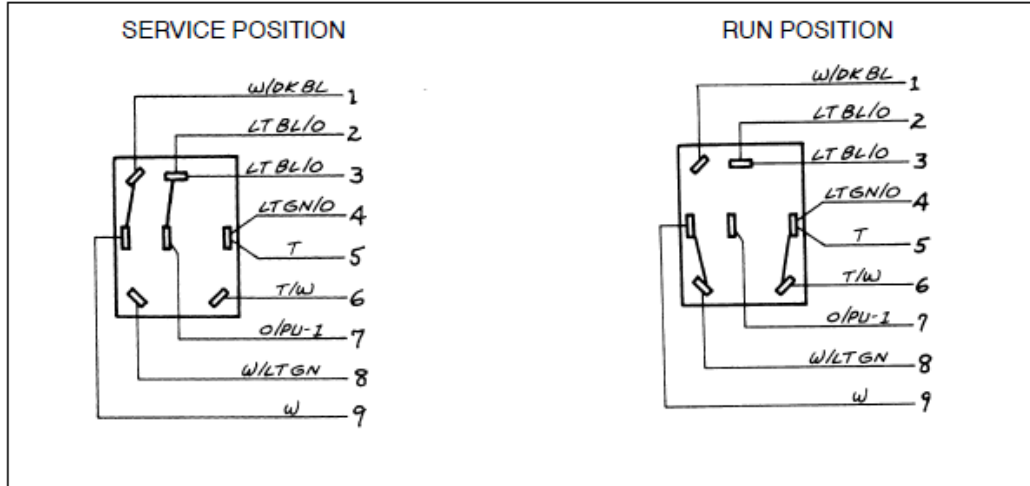 SERVICE POSITION
W/DK BL 1
LT BL/O 2
LT BL/O 3
LT GN/O 4
T 5
T/W 6
O/PU-1 7
W/LT GN 8
W 9
RUN POSITION
W/DK BL 1
LT BL/O 2
LT BL/O 3
LT GN/O 4
T 5
T/W 6
O/PU-1 7
W/LT GN 8
W 9